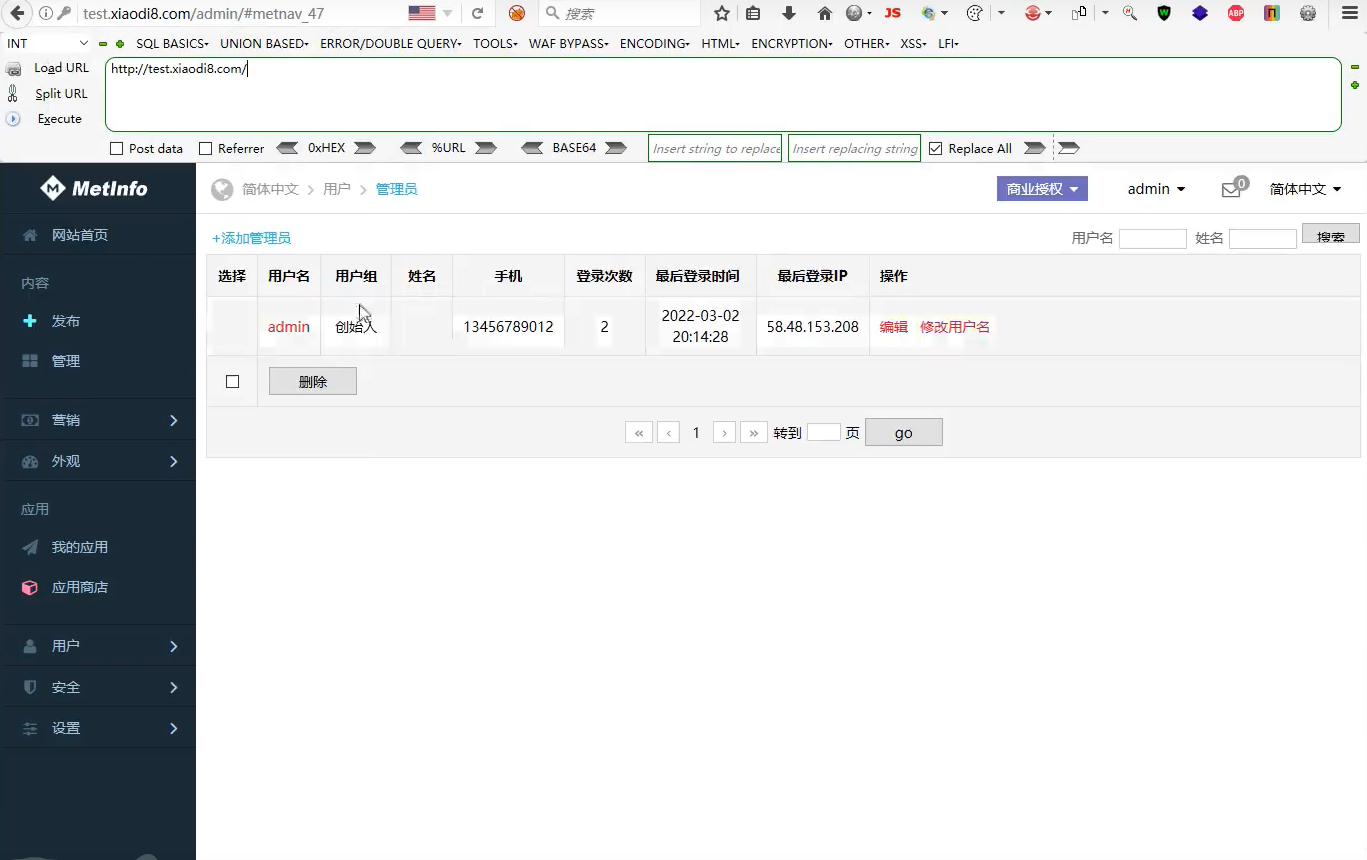 test.xiaodi8.com/admin/#metnav_47
搜索
JS
ABP
INT
SQL BASICS▾ UNION BASED▾ ERROR/DOUBLE QUERY▾ TOOLS▾ WAF BYPASS▾ ENCODING▾ HTML▾ ENCRYPTION▾ OTHER▾ XSS▾ LFI▾
Load URL
http://test.xiaodi8.com/
Split URL
Execute
Post data Referrer 0xHEX %URL BASE64 Insert string to replace Insert replacing string Replace All
MetInfo
简体中文 > 用户 > 管理员
商业授权 admin 0 简体中文
网站首页
内容
发布
管理
营销
外观
应用
我的应用
应用商店
用户
安全
设置
+添加管理员
用户名 姓名 搜索
选择 用户名 用户组 姓名 手机 登录次数 最后登录时间 最后登录IP 操作
admin 创始人 13456789012 2 2022-03-02 20:14:28 58.48.153.208 编辑 修改用户名
删除
« ‹ 1 › » 转到 页 go